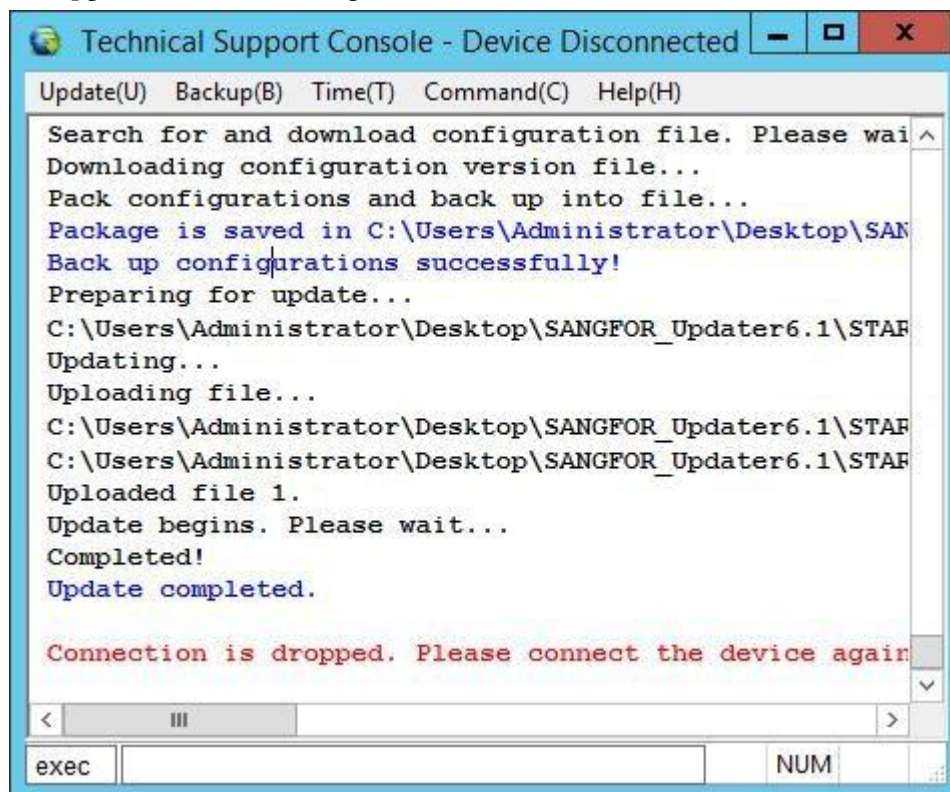 Technical Support Console - Device Disconnected
Update(U) Backup(B) Time(T) Command(C) Help(H)
Search for and download configuration file. Please wai
Downloading configuration version file...
Pack configurations and back up into file...
Package is saved in C:\Users\Administrator\Desktop\SAN
Back up configurations successfully!
Preparing for update...
C:\Users\Administrator\Desktop\SANGFOR_Updater6.1\STAR
Updating...
Uploading file...
C:\Users\Administrator\Desktop\SANGFOR_Updater6.1\STAR
C:\Users\Administrator\Desktop\SANGFOR_Updater6.1\STAR
Uploaded file 1.
Update begins. Please wait...
Completed!
Update completed.
Connection is dropped. Please connect the device again
exec NUM